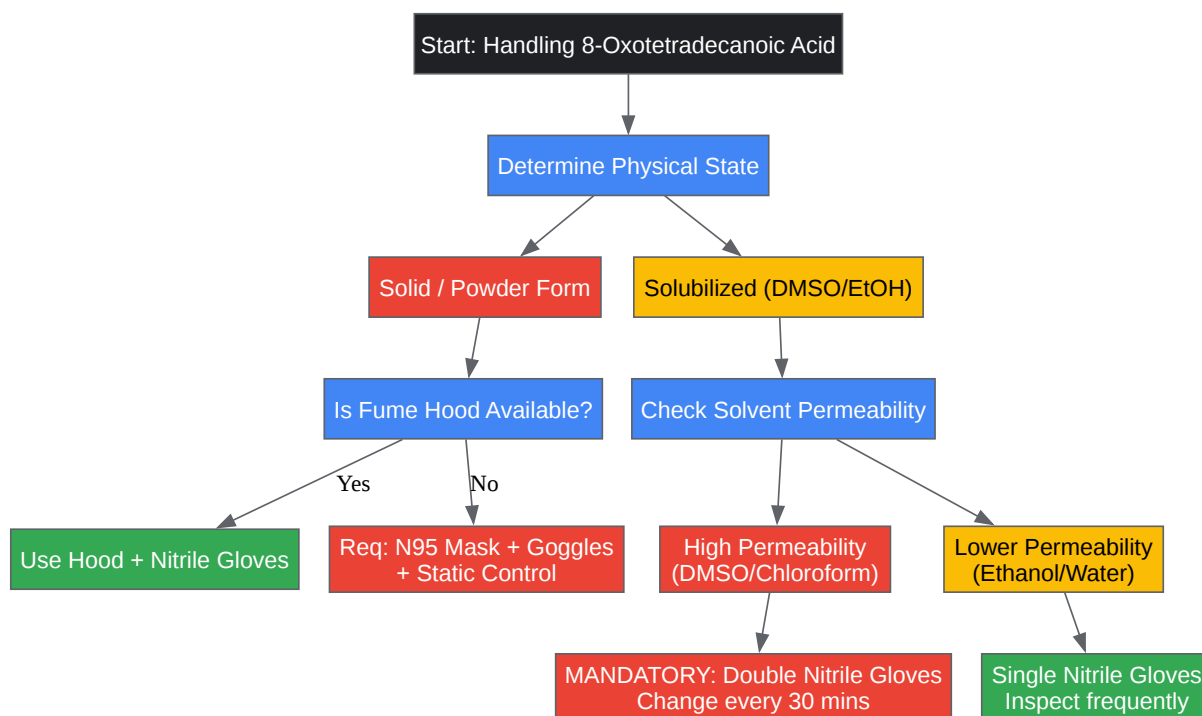 Start: Handling 8-Oxotetradecanoic Acid
Determine Physical State
Solid / Powder Form
Solubilized (DMSO/EtOH)
Is Fume Hood Available?
Check Solvent Permeability
Yes
No
Use Hood + Nitrile Gloves
Req: N95 Mask + Goggles
+ Static Control
High Permeability
(DMSO/Chloroform)
Lower Permeability
(Ethanol/Water)
MANDATORY: Double Nitrile Gloves
Change every 30 mins
Single Nitrile Gloves
Inspect frequently